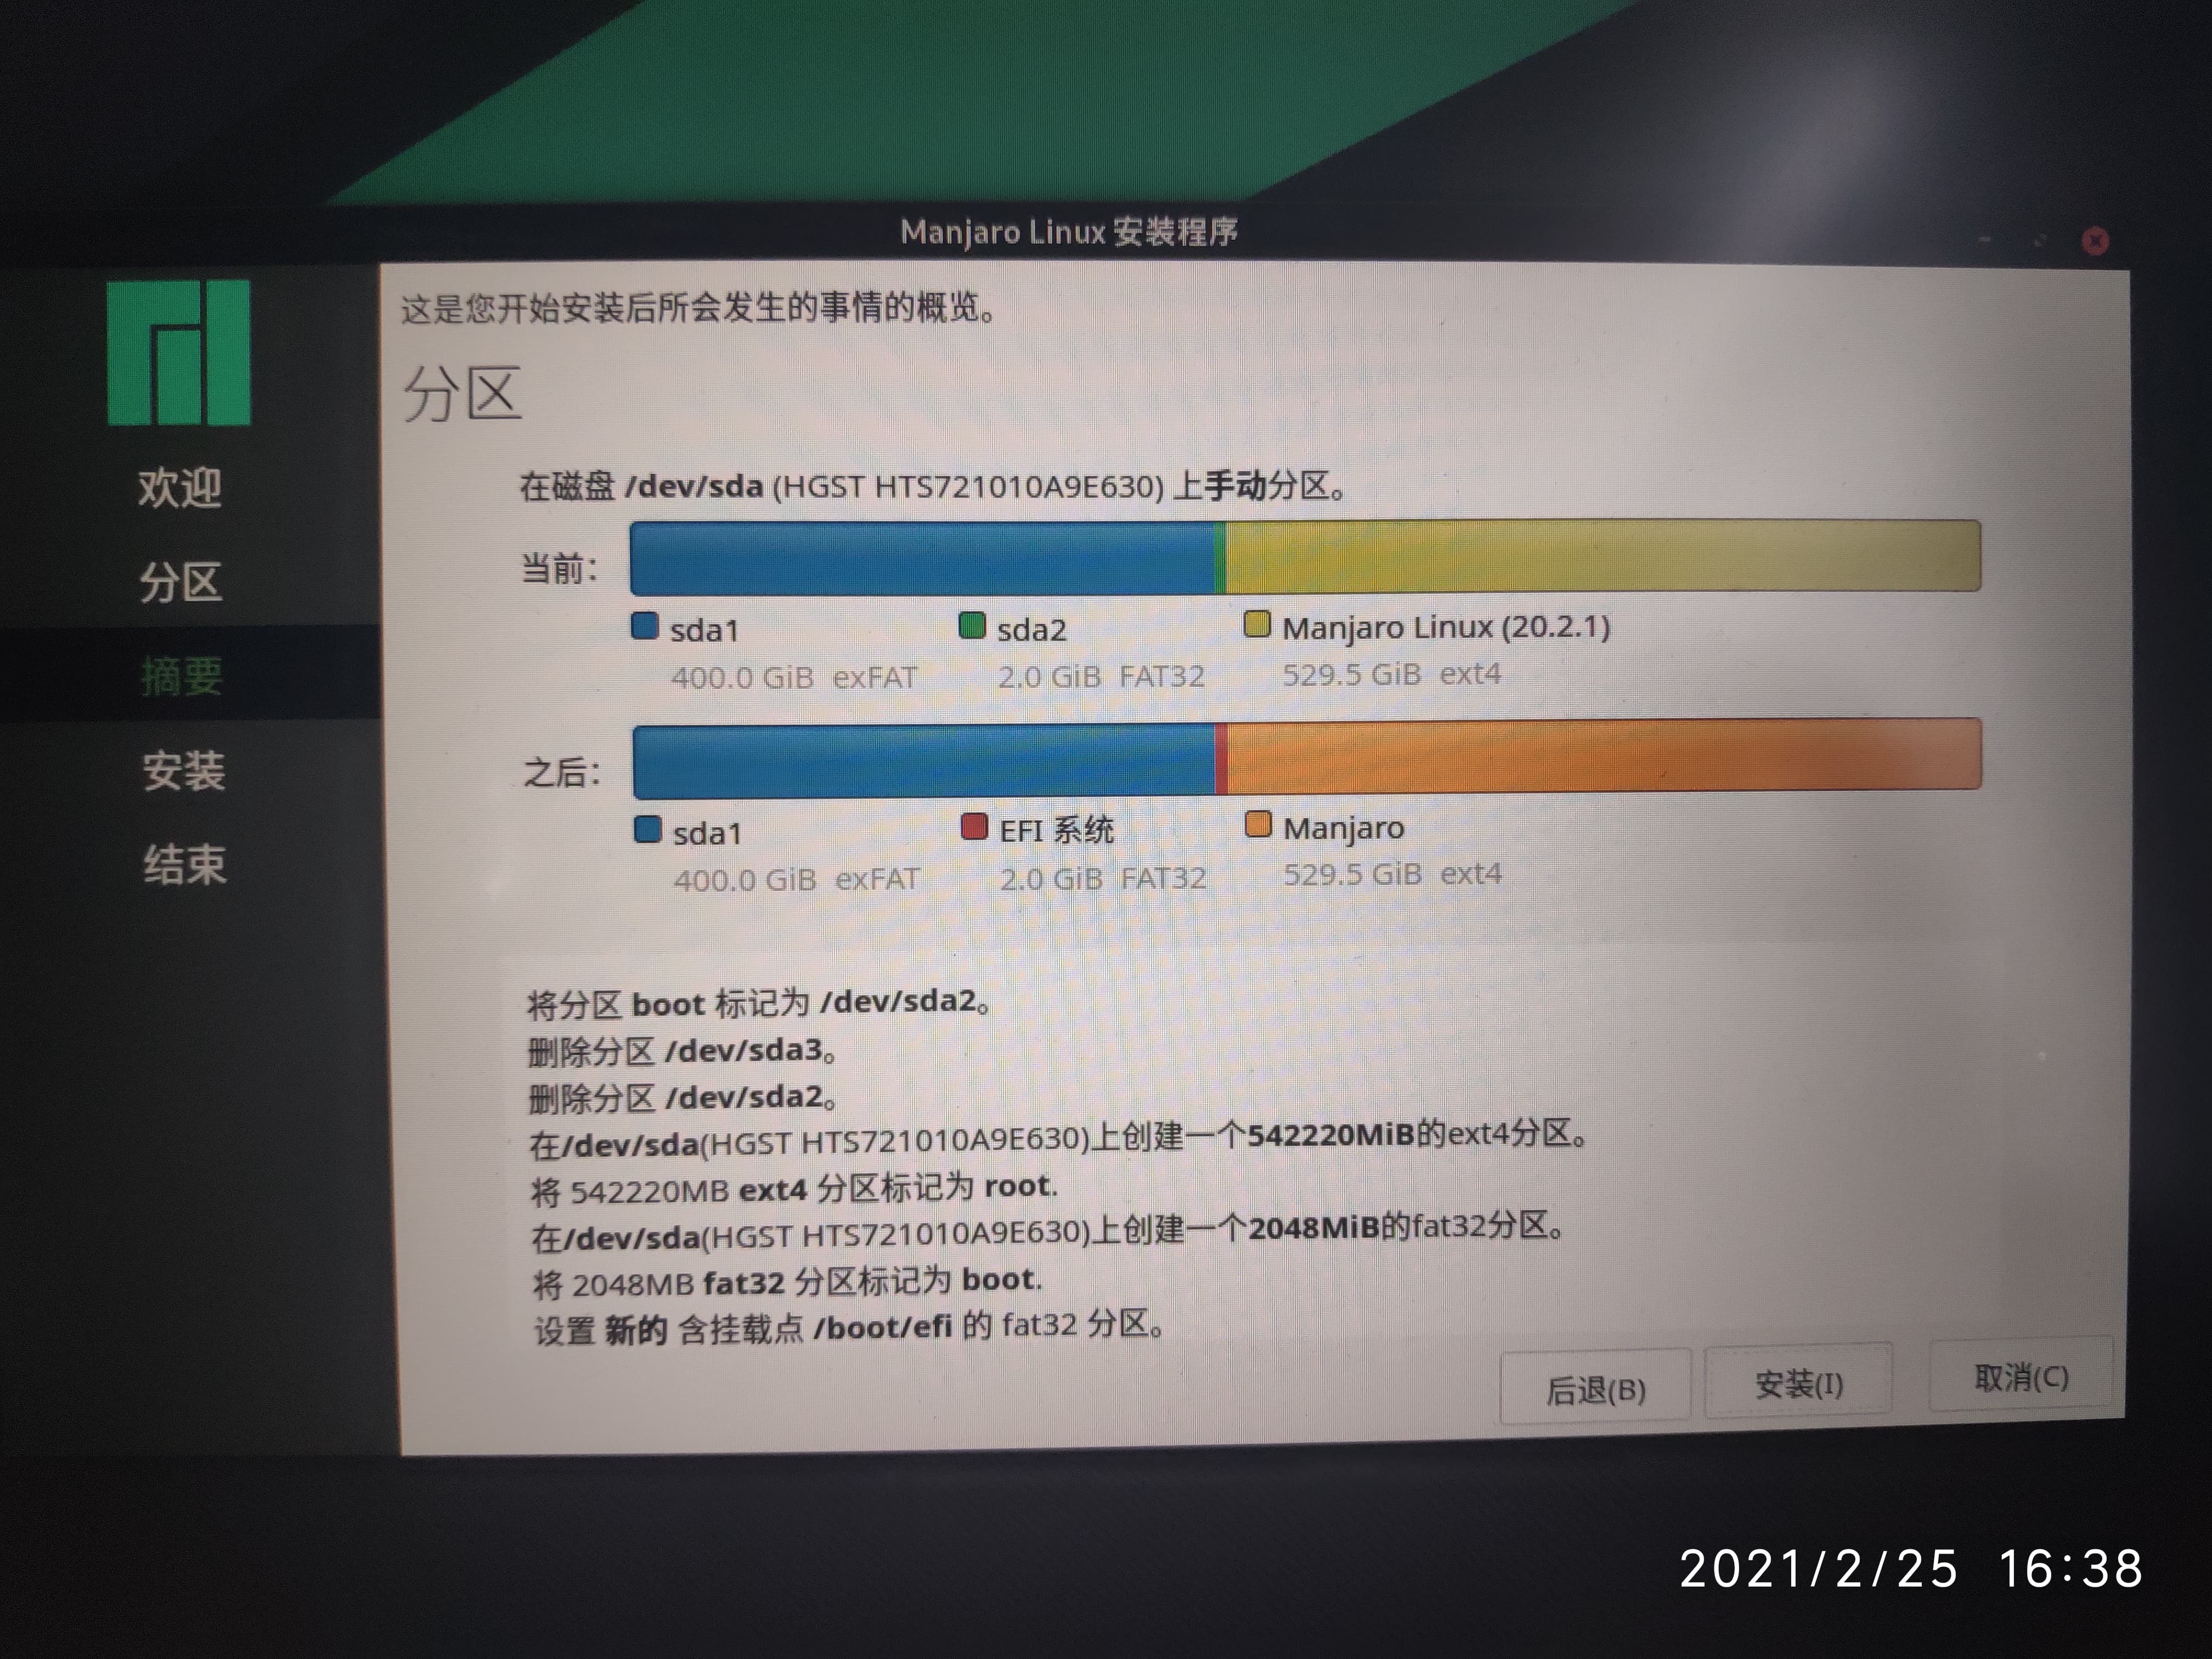 Manjaro Linux 安装程序
欢迎
分区
摘要
安装
结束
这是您开始安装后所会发生的事情的概览。
分区
在磁盘 /dev/sda (HGST HTS721010A9E630) 上手动分区。
当前:
sda1 sda2 Manjaro Linux (20.2.1)
400.0 GiB exFAT 2.0 GiB FAT32 529.5 GiB ext4
之后:
sda1 EFI 系统 Manjaro
400.0 GiB exFAT 2.0 GiB FAT32 529.5 GiB ext4
将分区 boot 标记为 /dev/sda2。
删除分区 /dev/sda3。
删除分区 /dev/sda2。
在/dev/sda(HGST HTS721010A9E630)上创建一个542220MiB的ext4分区。
将 542220MB ext4 分区标记为 root.
在/dev/sda(HGST HTS721010A9E630)上创建一个2048MiB的fat32分区。
将 2048MB fat32 分区标记为 boot.
设置 新的 含挂载点 /boot/efi 的 fat32 分区。
后退(B) 安装(I) 取消(C)
2021/2/25 16:38